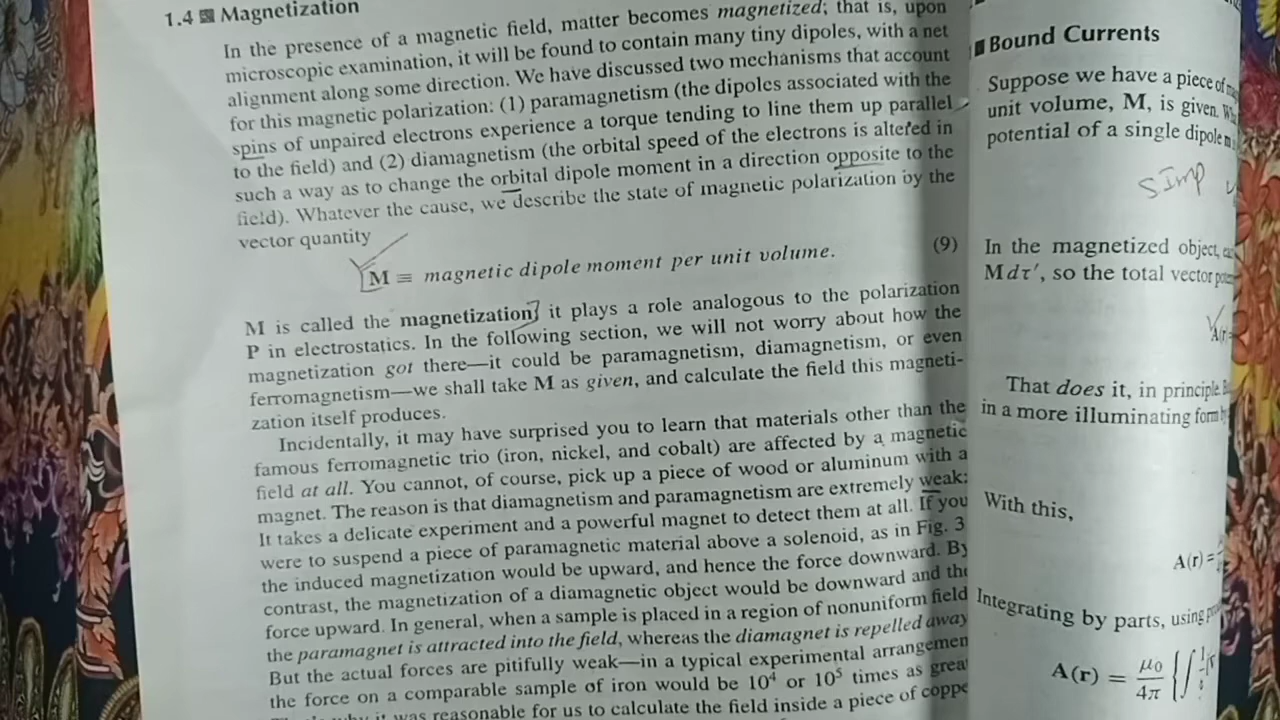 1.4 Magnetization
In the presence of a magnetic field, matter becomes magnetized; that is, upon
microscopic examination, it will be found to contain many tiny dipoles, with a net
alignment along some direction. We have discussed two mechanisms that account
for this magnetic polarization: (1) paramagnetism (the dipoles associated with the
spins of unpaired electrons experience a torque tending to line them up parallel
to the field) and (2) diamagnetism (the orbital speed of the electrons is altered in
such a way as to change the orbital dipole moment in a direction opposite to the
field). Whatever the cause, we describe the state of magnetic polarization by the
vector quantity
M ≡ magnetic dipole moment per unit volume. (9)
M is called the magnetization; it plays a role analogous to the polarization
P in electrostatics. In the following section, we will not worry about how the
magnetization got there—it could be paramagnetism, diamagnetism, or even
ferromagnetism—we shall take M as given, and calculate the field this magneti-
zation itself produces.
Incidentally, it may have surprised you to learn that materials other than the
famous ferromagnetic trio (iron, nickel, and cobalt) are affected by a magnetic
field at all. You cannot, of course, pick up a piece of wood or aluminum with a
magnet. The reason is that diamagnetism and paramagnetism are extremely weak:
It takes a delicate experiment and a powerful magnet to detect them at all. If you
were to suspend a piece of paramagnetic material above a solenoid, as in Fig. 3
the induced magnetization would be upward, and hence the force downward. By
contrast, the magnetization of a diamagnetic object would be downward and the
force upward. In general, when a sample is placed in a region of nonuniform field
the paramagnet is attracted into the field, whereas the diamagnet is repelled away
But the actual forces are pitifully weak—in a typical experimental arrangemen
the force on a comparable sample of iron would be 10⁴ or 10⁵ times as grea
it was reasonable for us to calculate the field inside a piece of coppe
Bound Currents
Suppose we have a piece of
unit volume, M, is given.
potential of a single dipole
SImp
In the magnetized object,
M dτ′, so the total vector
A(r)
That does it, in principle.
in a more illuminating form
With this,
A(r) =
Integrating by parts, using
A(r) = μ₀/4π {∫ 1/